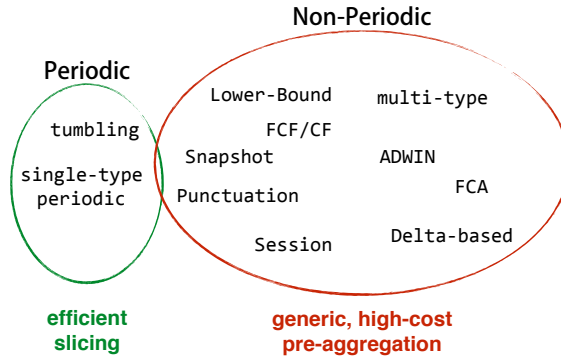 Non-Periodic
Periodic
Lower-Bound
multi-type
tumbling
FCF/CF
Snapshot
ADWIN
single-type
periodic
FCA
Punctuation
Session
Delta-based
efficient
slicing
generic, high-cost
pre-aggregation